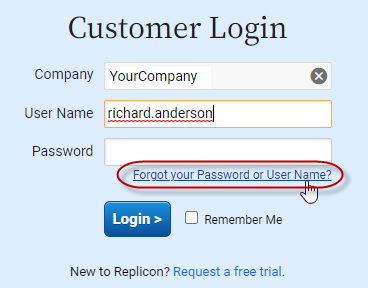 Customer Login
Company YourCompany
User Name richard.anderson
Password
Forgot your Password or User Name?
Login > Remember Me
New to Replicon? Request a free trial.